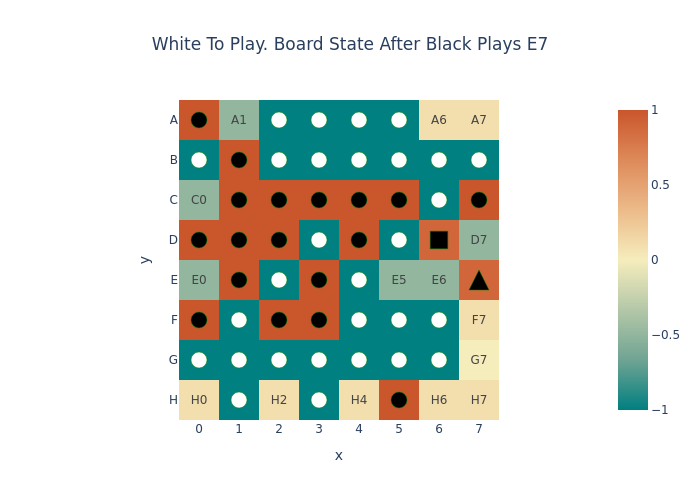 White To Play. Board State After Black Plays E7
A A1 A6 A7 1
B
C C0 0.5
D D7
E E0 E5 E6 0
F F7 −0.5
G G7
H H0 H2 H4 H6 H7 −1
0 1 2 3 4 5 6 7
x
y